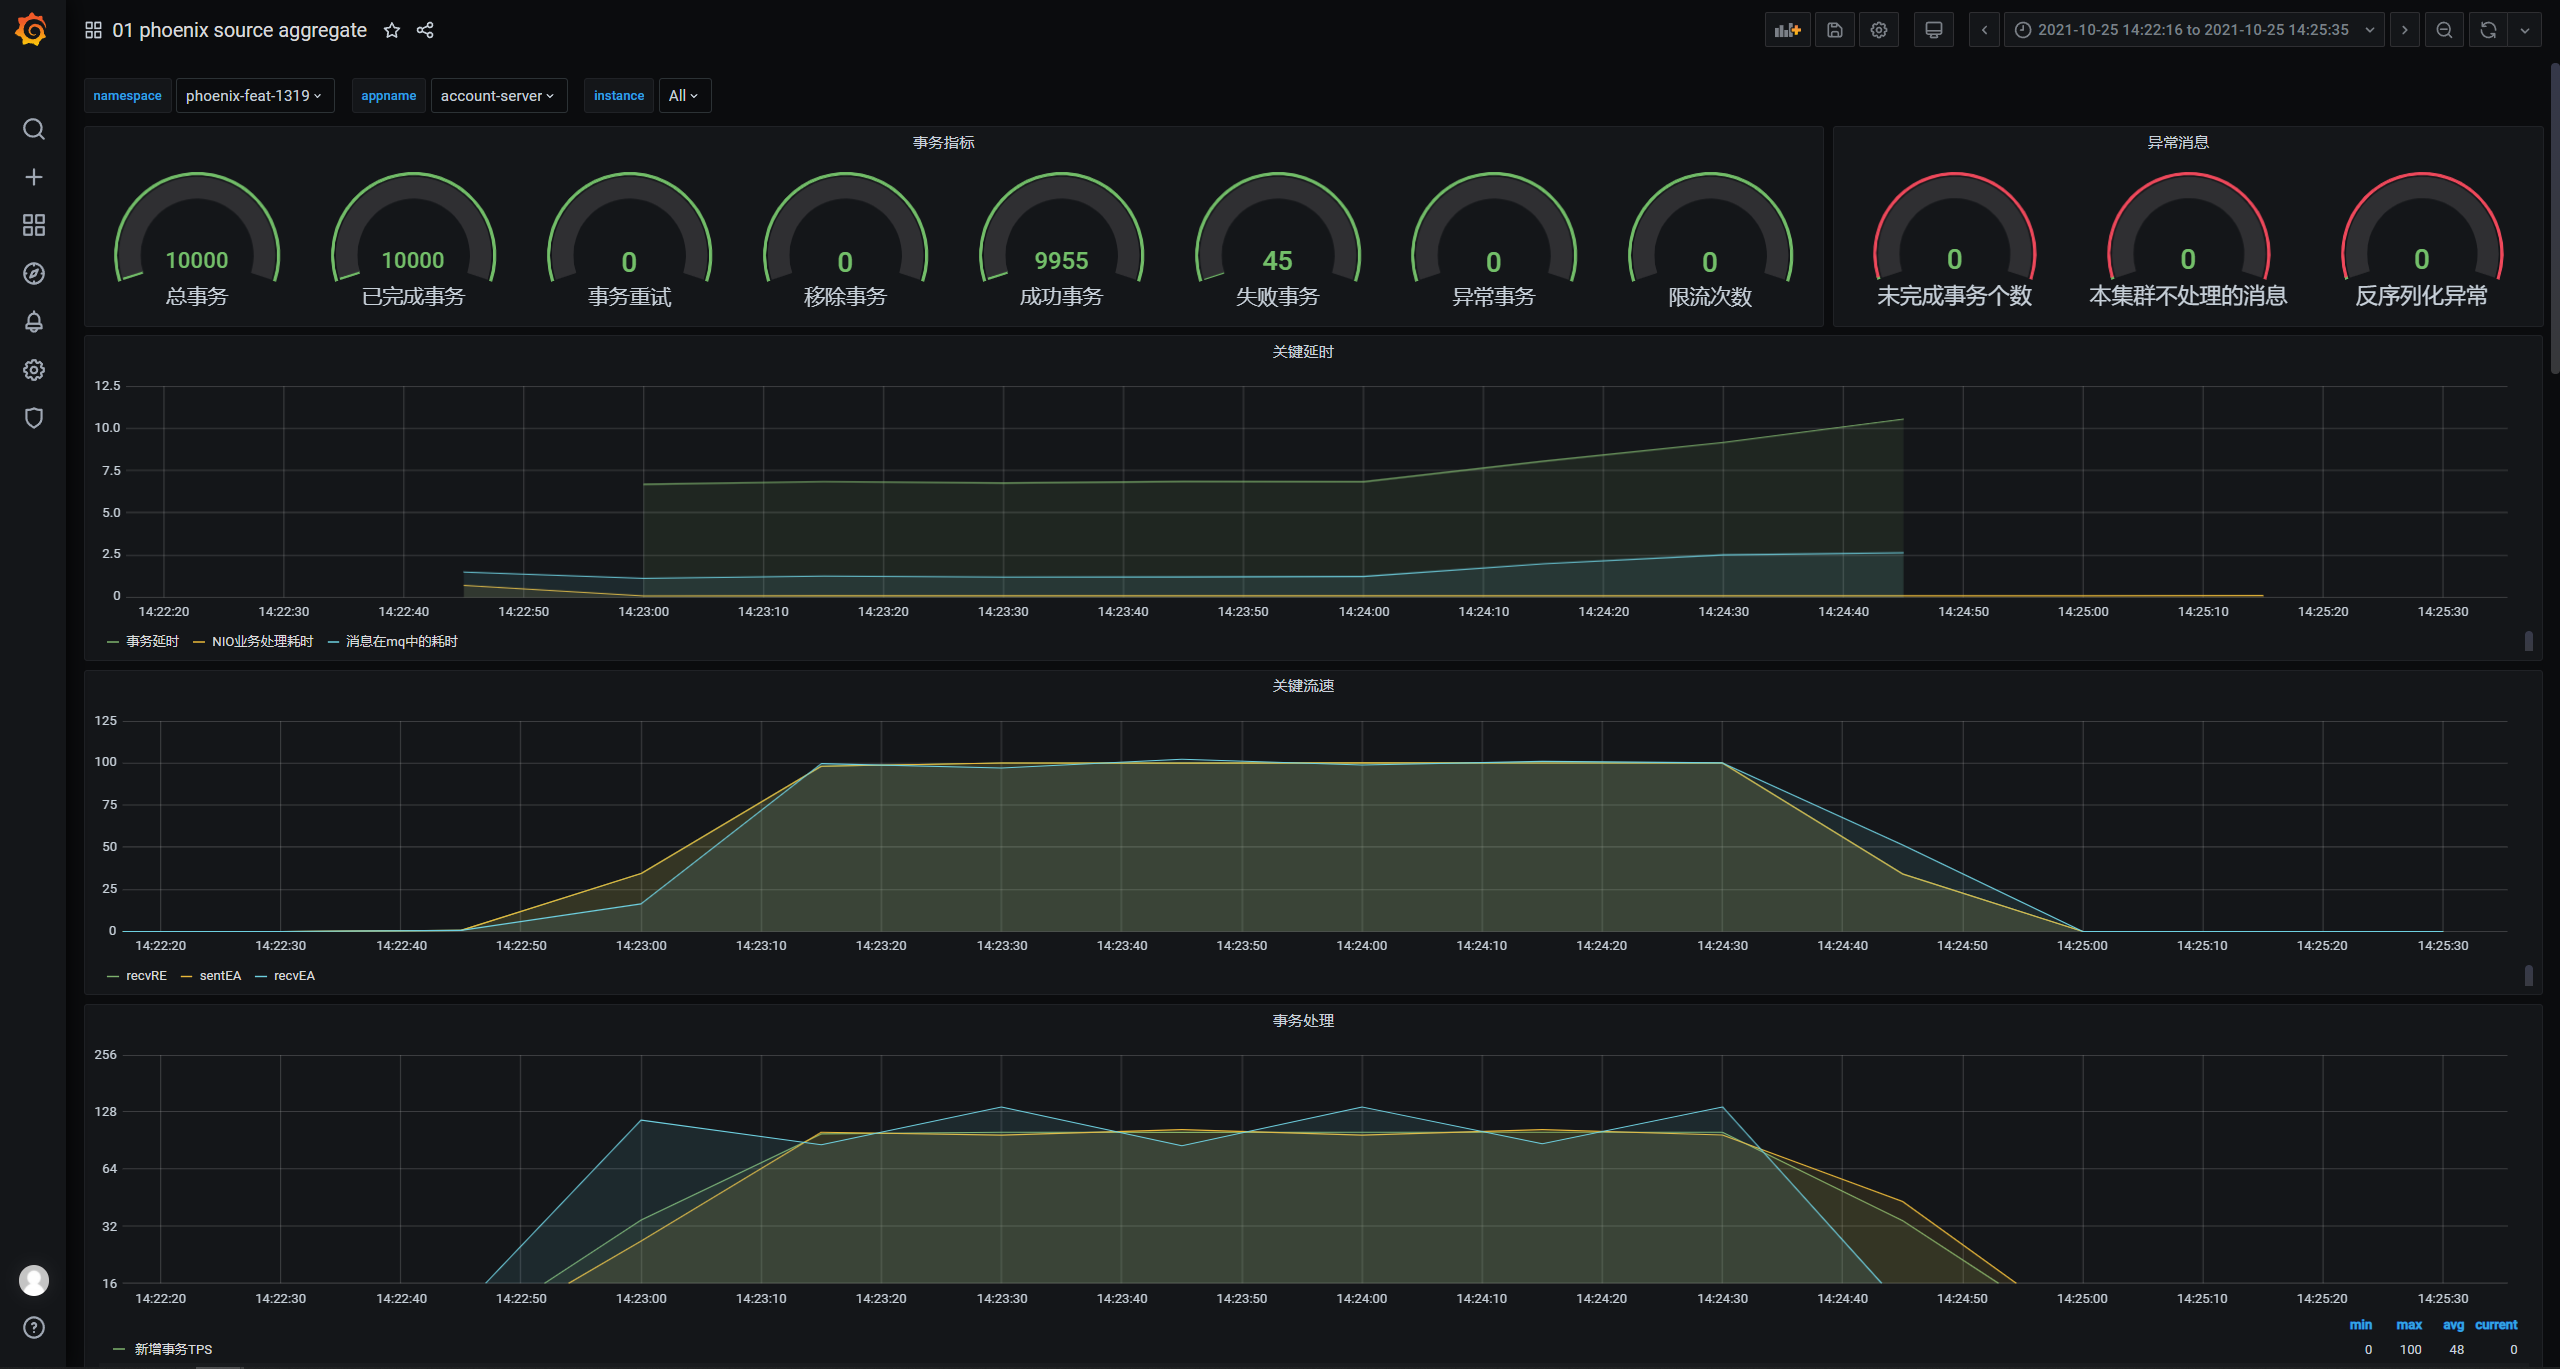 01 phoenix source aggregate
2021-10-25 14:22:16 to 2021-10-25 14:25:35
namespace phoenix-feat-1319 appname account-server instance All
事务指标
10000 10000 0 0 9955 45 0 0
总事务 已完成事务 事务重试 移除事务 成功事务 失败事务 异常事务 限流次数
异常消息
0 0 0
未完成事务个数 本集群不处理的消息 反序列化异常
关键延时
12.5
10.0
7.5
5.0
2.5
0
14:22:20 14:22:30 14:22:40 14:22:50 14:23:00 14:23:10 14:23:20 14:23:30 14:23:40 14:23:50 14:24:00 14:24:10 14:24:20 14:24:30 14:24:40 14:24:50 14:25:00 14:25:10 14:25:20 14:25:30
事务延时 NIO业务处理耗时 消息在mq中的耗时
关键流速
125
100
75
50
25
0
14:22:20 14:22:30 14:22:40 14:22:50 14:23:00 14:23:10 14:23:20 14:23:30 14:23:40 14:23:50 14:24:00 14:24:10 14:24:20 14:24:30 14:24:40 14:24:50 14:25:00 14:25:10 14:25:20 14:25:30
recvRE sentEA recvEA
事务处理
256
128
64
32
16
14:22:20 14:22:30 14:22:40 14:22:50 14:23:00 14:23:10 14:23:20 14:23:30 14:23:40 14:23:50 14:24:00 14:24:10 14:24:20 14:24:30 14:24:40 14:24:50 14:25:00 14:25:10 14:25:20 14:25:30
min max avg current
新增事务TPS 0 100 48 0